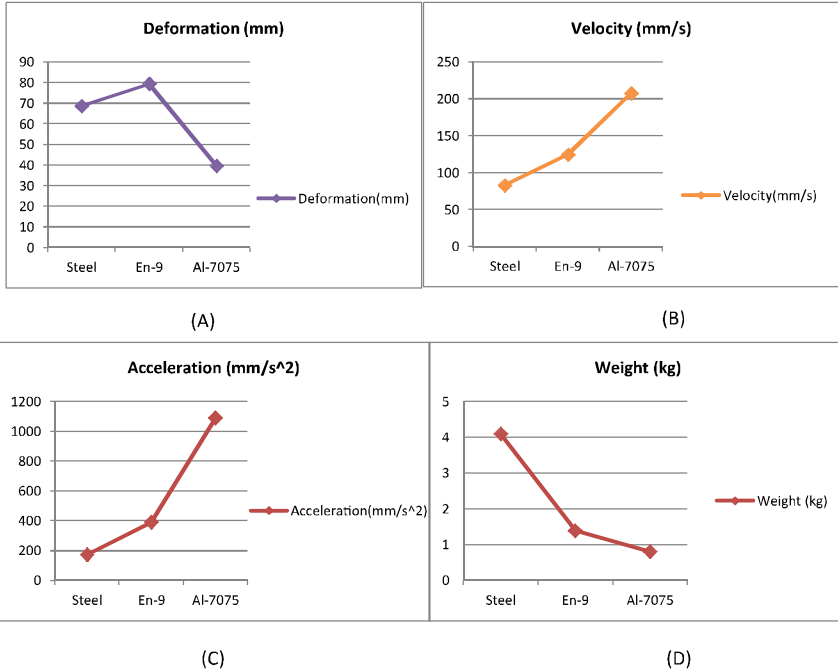 Deformation (mm)
90
80
70
60
50
40
30
20
10
0
Steel En-9 Al-7075
Deformation(mm)
(A)
Velocity (mm/s)
250
200
150
100
50
0
Steel En-9 Al-7075
Velocity(mm/s)
(B)
Acceleration (mm/s^2)
1200
1000
800
600
400
200
0
Steel En-9 Al-7075
Acceleration(mm/s^2)
(C)
Weight (kg)
5
4
3
2
1
0
Steel En-9 Al-7075
Weight (kg)
(D)